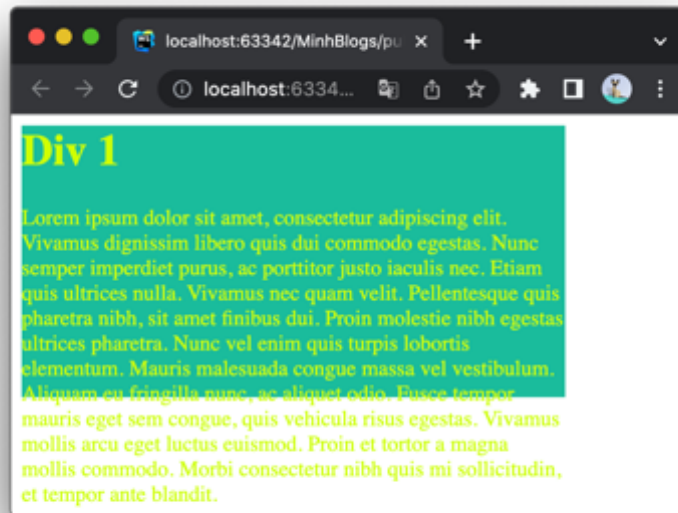 localhost:63342/MinhBlogs/pu
localhost:6334...
Div 1
Lorem ipsum dolor sit amet, consectetur adipiscing elit.
Vivamus dignissim libero quis dui commodo egestas. Nunc
semper imperdiet purus, ac porttitor justo iaculis nec. Etiam
quis ultrices nulla. Vivamus nec quam velit. Pellentesque quis
pharetra nibh, sit amet finibus dui. Proin molestie nibh egestas
ultrices pharetra. Nunc vel enim quis turpis lobortis
elementum. Mauris malesuada congue massa vel vestibulum.
Aliquam eu fringilla nunc, ac aliquet odio. Fusce tempor
mauris eget sem congue, quis vehicula risus egestas. Vivamus
mollis arcu eget luctus euismod. Proin et tortor a magna
mollis commodo. Morbi consectetur nibh quis mi sollicitudin,
et tempor ante blandit.